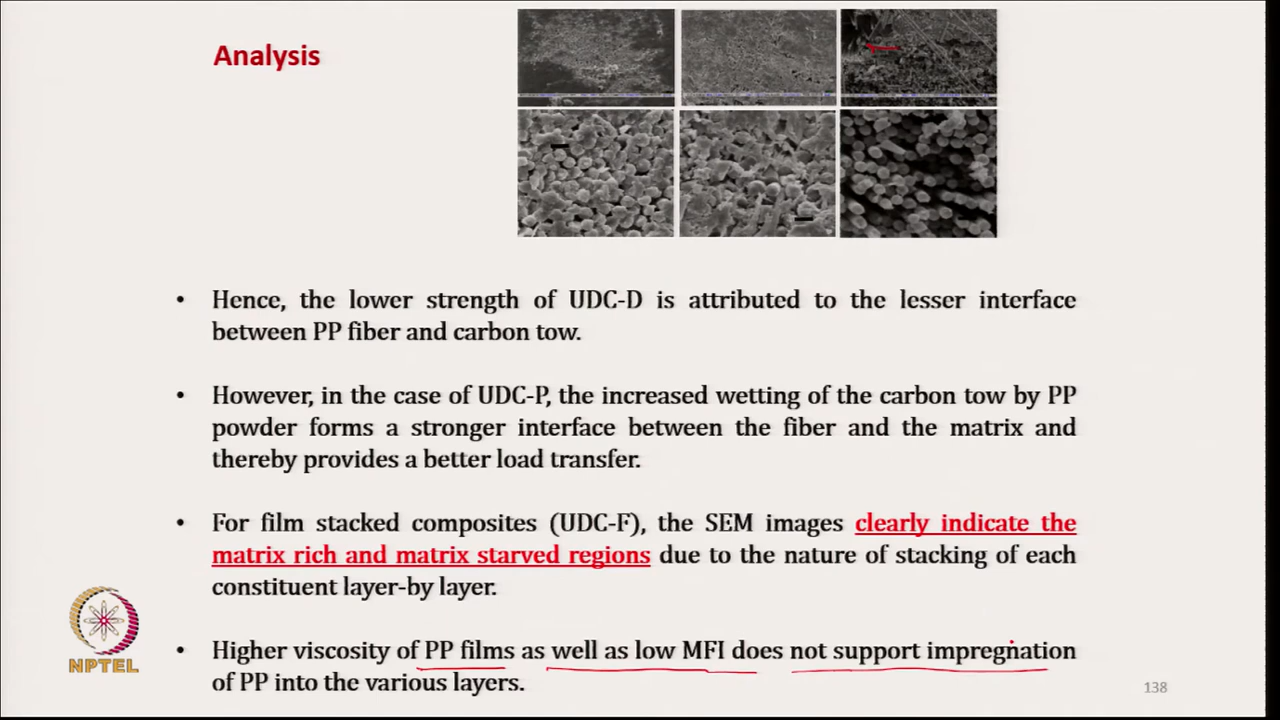 Analysis
• Hence, the lower strength of UDC-D is attributed to the lesser interface
between PP fiber and carbon tow.
• However, in the case of UDC-P, the increased wetting of the carbon tow by PP
powder forms a stronger interface between the fiber and the matrix and
thereby provides a better load transfer.
• For film stacked composites (UDC-F), the SEM images clearly indicate the
matrix rich and matrix starved regions due to the nature of stacking of each
constituent layer-by layer.
• Higher viscosity of PP films as well as low MFI does not support impregnation
of PP into the various layers.
NPTEL
138